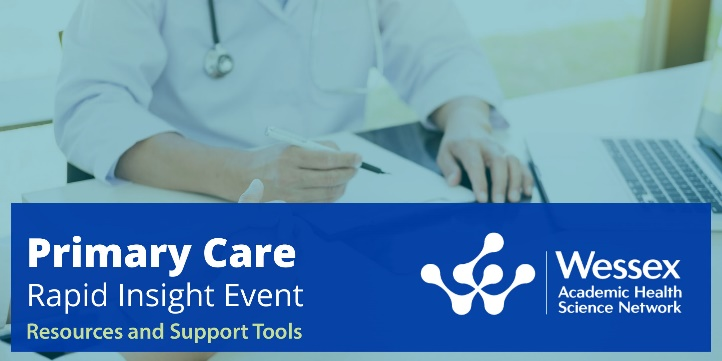 Primary Care
Rapid Insight Event
Resources and Support Tools
Wessex
Academic Health
Science Network